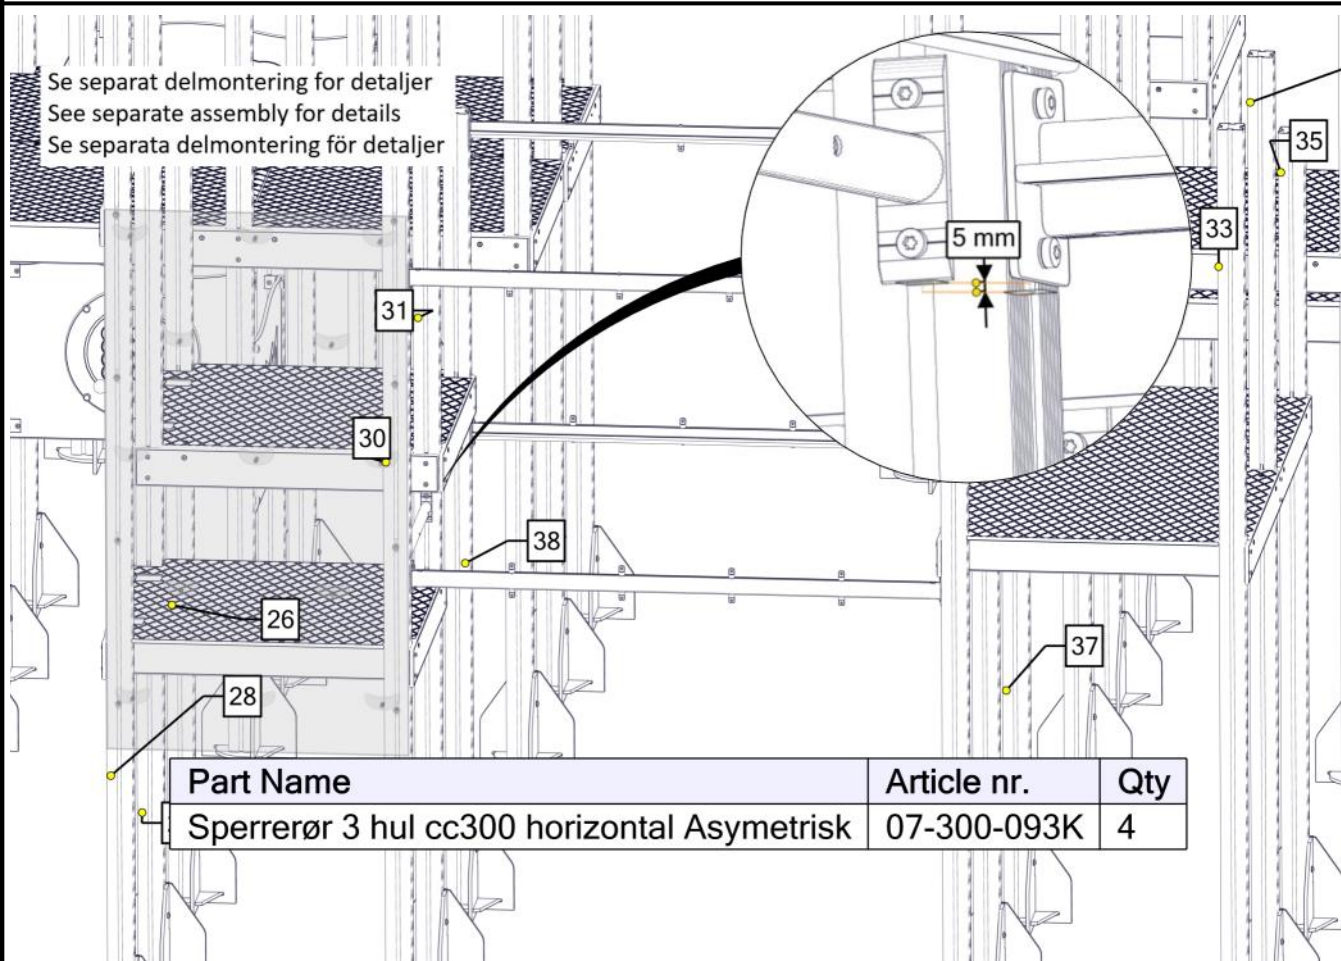 Se separat delmontering for detaljer
See separate assembly for details
Se separata delmontering för detaljer
35
5 mm
33
31
30
38
26
37
28
Part Name Article nr. Qty
Sperrerør 3 hul cc300 horizontal Asymetrisk 07-300-093K 4